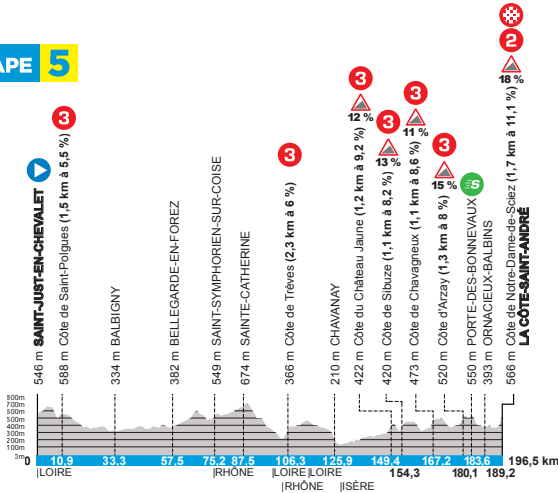 APE 5
3
3
3
12 %
3
13 %
3
11 %
3
15 %
S
2
18 %
546 m SAINT-JUST-EN-CHEVALET
588 m Côte de Saint-Polgues (1,5 km à 5,5 %)
334 m BALBIGNY
382 m BELLEGARDE-EN-FOREZ
549 m SAINT-SYMPHORIEN-SUR-COISE
674 m SAINTE-CATHERINE
366 m Côte de Trèves (2,3 km à 6 %)
210 m CHAVANAY
422 m Côte du Château Jaune (1,2 km à 9,2 %)
420 m Côte de Sibuze (1,1 km à 8,2 %)
473 m Côte de Chavagneux (1,1 km à 8,6 %)
520 m Côte d'Arzay (1,3 km à 8 %)
550 m PORTE-DES-BONNEVAUX
393 m ORNACIEUX-BALBINS
566 m Côte de Notre-Dame-de-Sciez (1,7 km à 11,1 %)
LA CÔTE-SAINT-ANDRÉ
800m
700m
600m
500m
400m
300m
200m
100m
0m
0 10,9 33,3 57,5 75,2 87,5 106,3 125,9 149,4 167,2 183,6 196,5 km
154,3 180,1 189,2
|LOIRE |RHÔNE |LOIRE |LOIRE
|RHÔNE |ISÈRE